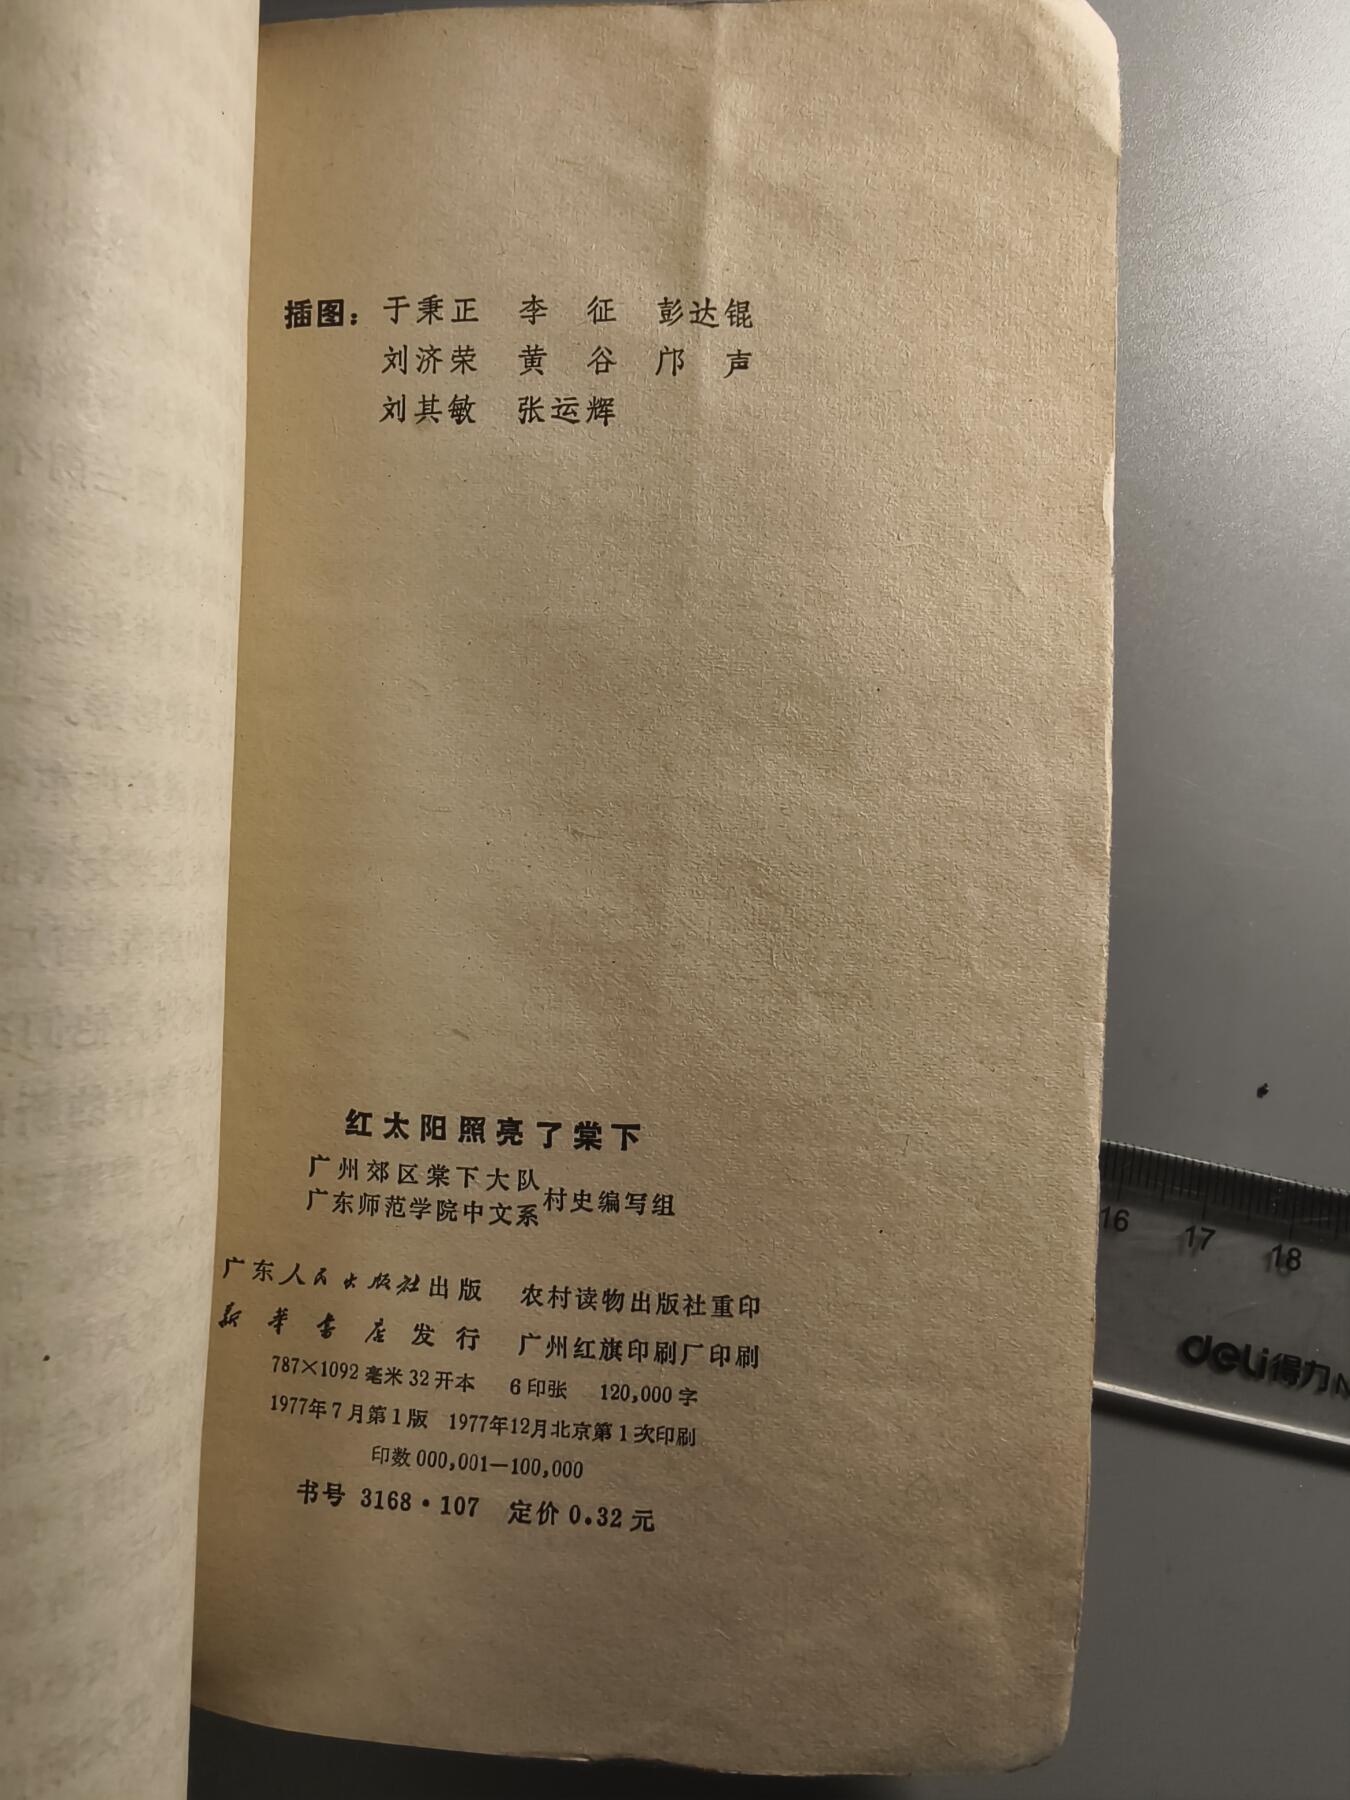 插图：于秉正 李 征 彭达锟
刘济荣 黄 谷 邝 声
刘其敏 张运辉
红太阳照亮了棠下
广州郊区棠下大队
广东师范学院中文系
村史编写组
广东人民出版社出版 农村读物出版社重印
新华书店发行 广州红旗印刷厂印刷
787×1092毫米32开本 6印张 120,000字
1977年7月第1版 1977年12月北京第1次印刷
印数000,001—100,000
书号 3168·107 定价0.32元
16 17 18
deli得力